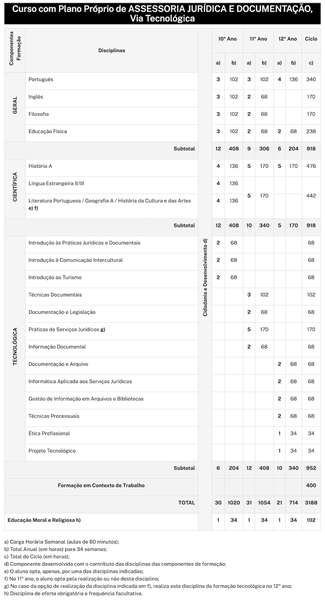 Curso com Plano Próprio de ASSESSORIA JURÍDICA E DOCUMENTAÇÃO,
Via Tecnológica
Componentes Formação
Disciplinas
10º Ano 11º Ano 12º Ano Ciclo
a) b) a) b) a) b) c)
GERAL
Português 3 102 3 102 4 136 340
Inglês 3 102 2 68 170
Filosofia 3 102 2 68 170
Educação Física 3 102 2 68 2 68 238
Subtotal 12 408 9 306 6 204 918
CIENTÍFICA
História A 4 136 5 170 5 170 476
Língua Estrangeira II/III 4 136
Literatura Portuguesa / Geografia A / História da Cultura e das Artes
e) f) 4 136 5 170 442
Subtotal 12 408 10 340 5 170 918
Cidadania e Desenvolvimento d)
TECNOLÓGICA
Introdução às Práticas Jurídicas e Documentais 2 68 68
Introdução à Comunicação Intercultural 2 68 68
Introdução ao Turismo 2 68 68
Técnicas Documentais 3 102 102
Documentação e Legislação 2 68 68
Práticas de Serviços Jurídicos g) 5 170 170
Informação Documental 2 68 68
Documentação e Arquivo 2 68 68
Informática Aplicada aos Serviços Jurídicos 2 68 68
Gestão de Informação em Arquivos e Bibliotecas 2 68 68
Técnicas Processuais 2 68 68
Ética Profissional 1 34 34
Projeto Tecnológico 1 34 34
Subtotal 6 204 12 408 10 340 952
Formação em Contexto de Trabalho 400
TOTAL 30 1020 31 1054 21 714 3188
Educação Moral e Religiosa h) 1 34 1 34 1 34 102
a) Carga Horária Semanal (aulas de 60 minutos);
b) Total Anual (em horas) para 34 semanas;
c) Total do Ciclo (em horas);
d) Componente desenvolvida com o contributo das disciplinas das componentes de formação;
e) O aluno opta, apenas, por uma das disciplinas indicadas;
f) No 11º ano, o aluno opta pela realização ou não desta disciplina;
g) No caso da opção de realização da disciplina indicada em f), realiza esta disciplina da formação tecnológica no 12º ano;
h) Disciplina de oferta obrigatória e frequência facultativa.